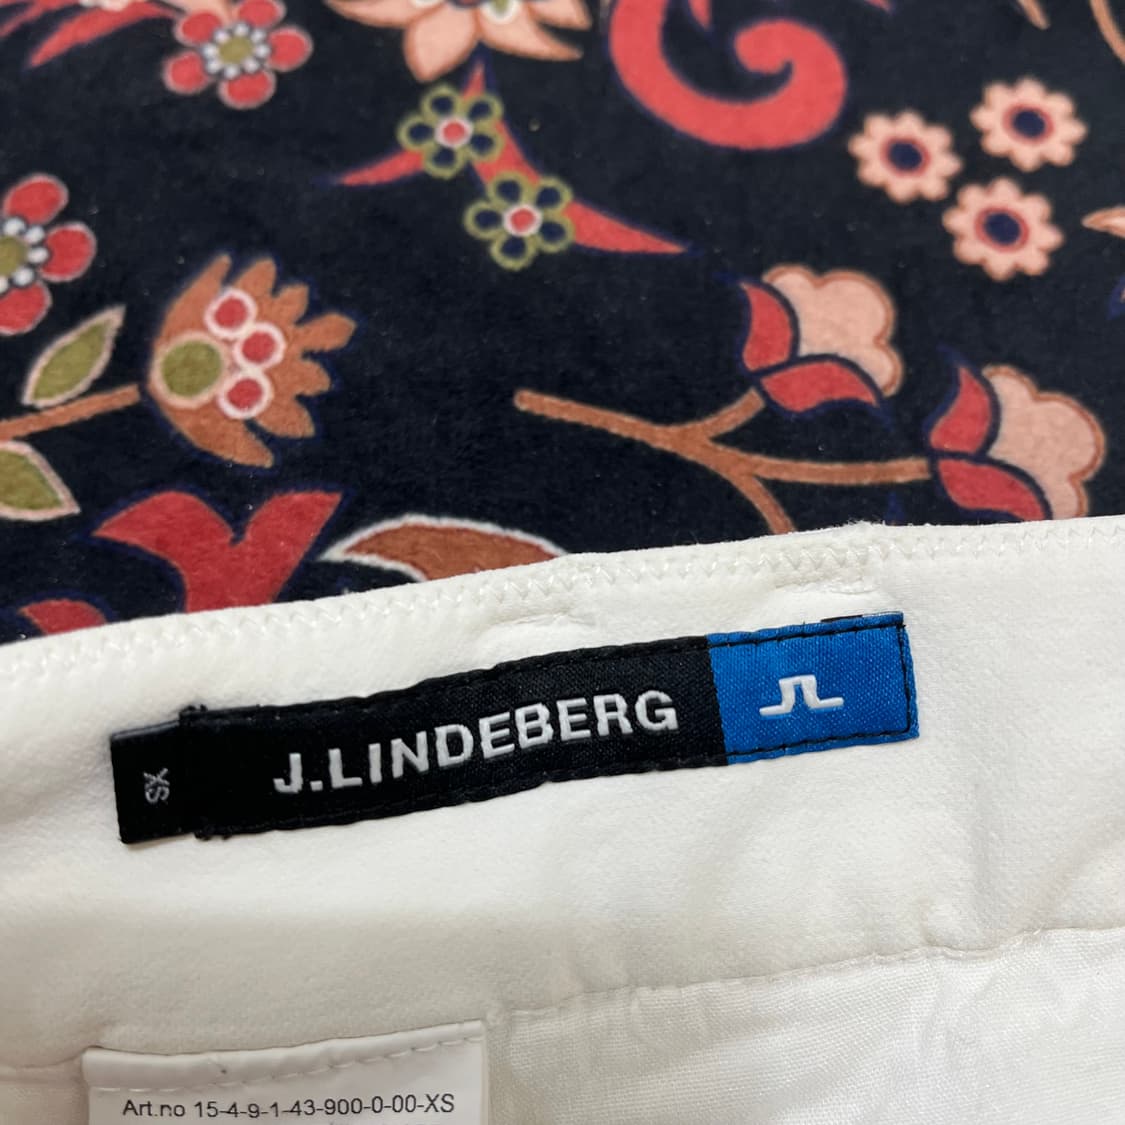 J.LINDEBERG
XS
Art.no 15-4-9-1-43-900-0-00-XS